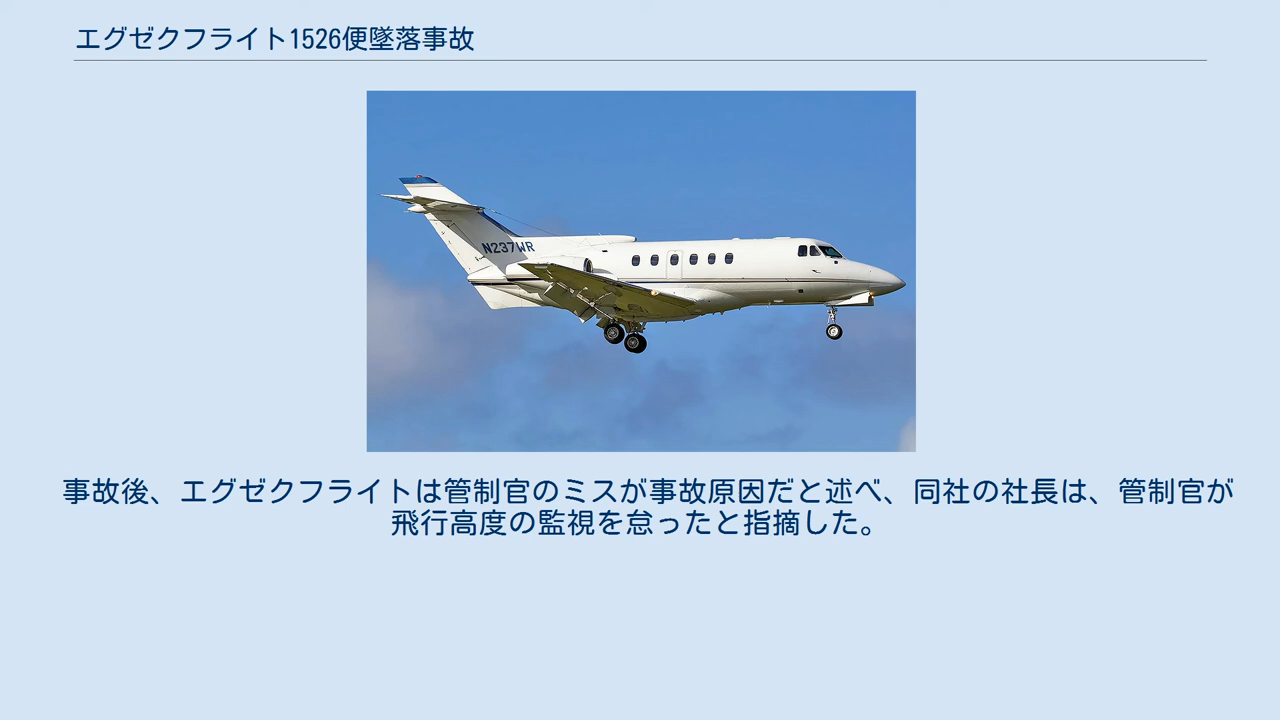 エグゼクフライト1526便墜落事故
N237WR
事故後、エグゼクフライトは管制官のミスが事故原因だと述べ、同社の社長は、管制官が
飛行高度の監視を怠ったと指摘した。